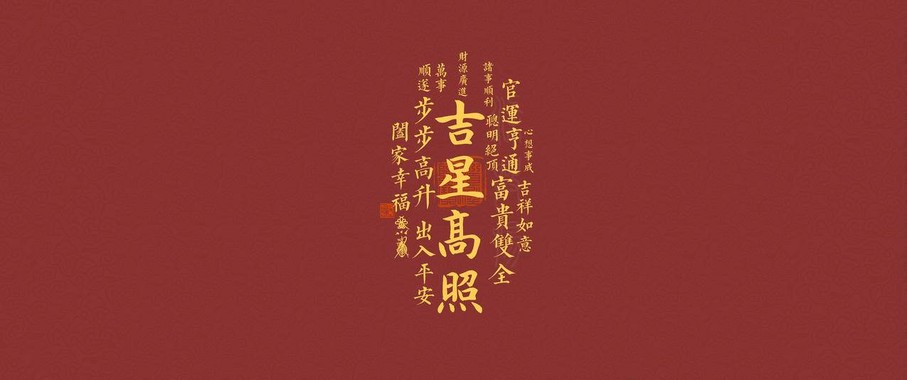 心想事成
吉祥如意
官運亨通
富貴雙全
諸事順利
聰明絕頂
財源廣進
吉星高照
萬事
順遂
步步高升
出入平安
闔家幸福